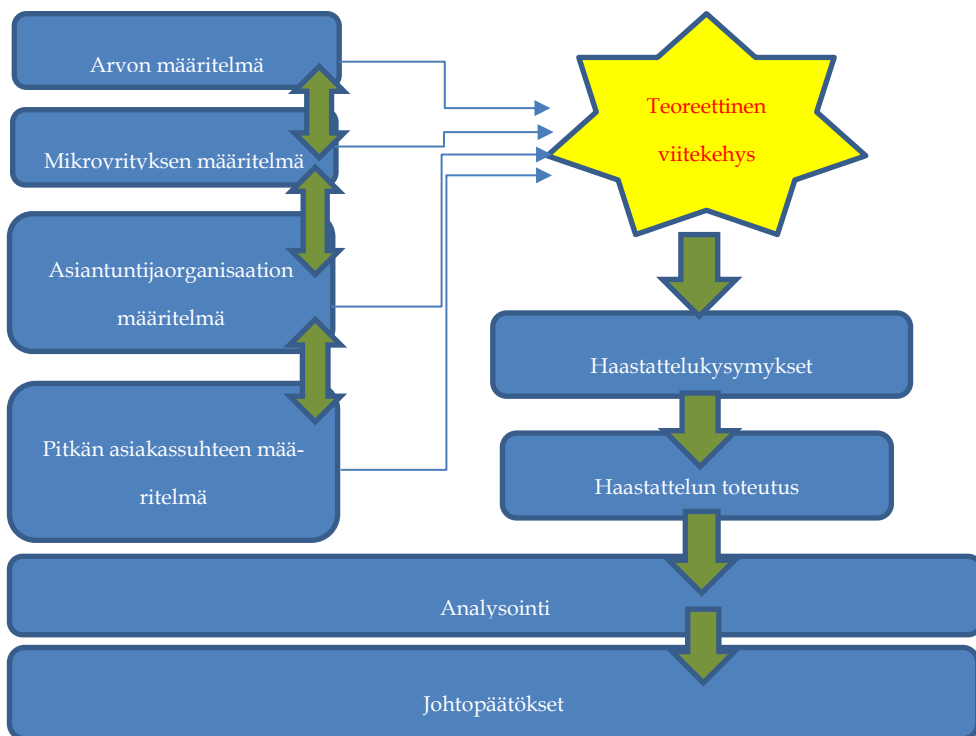 Arvon määritelmä
Mikroyrityksen määritelmä
Asiantuntijaorganisaation
määritelmä
Pitkän asiakassuhteen mää-
ritelmä
Teoreettinen
viitekehys
Haastattelukysymykset
Haastattelun toteutus
Analysointi
Johtopäätökset